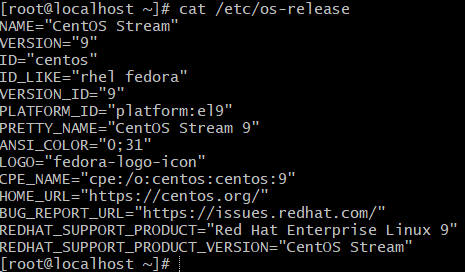 [root@localhost ~]# cat /etc/os-release
NAME="CentOS Stream"
VERSION="9"
ID="centos"
ID_LIKE="rhel fedora"
VERSION_ID="9"
PLATFORM_ID="platform:el9"
PRETTY_NAME="CentOS Stream 9"
ANSI_COLOR="0;31"
LOGO="fedora-logo-icon"
CPE_NAME="cpe:/o:centos:centos:9"
HOME_URL="https://centos.org/"
BUG_REPORT_URL="https://issues.redhat.com/"
REDHAT_SUPPORT_PRODUCT="Red Hat Enterprise Linux 9"
REDHAT_SUPPORT_PRODUCT_VERSION="CentOS Stream"
[root@localhost ~]#